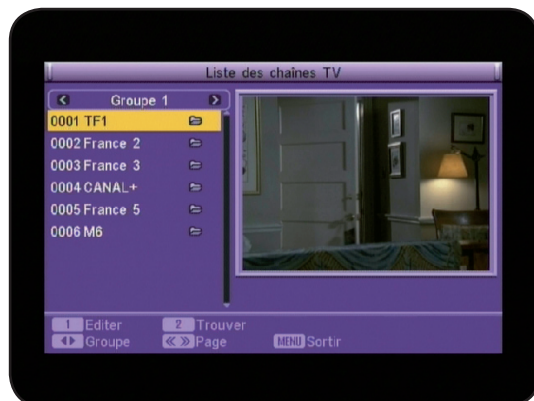 Liste des chaînes TV
Groupe 1
0001 TF1
0002 France 2
0003 France 3
0004 CANAL+
0005 France 5
0006 M6
1 Editer 2 Trouver
Groupe Page MENU Sortir